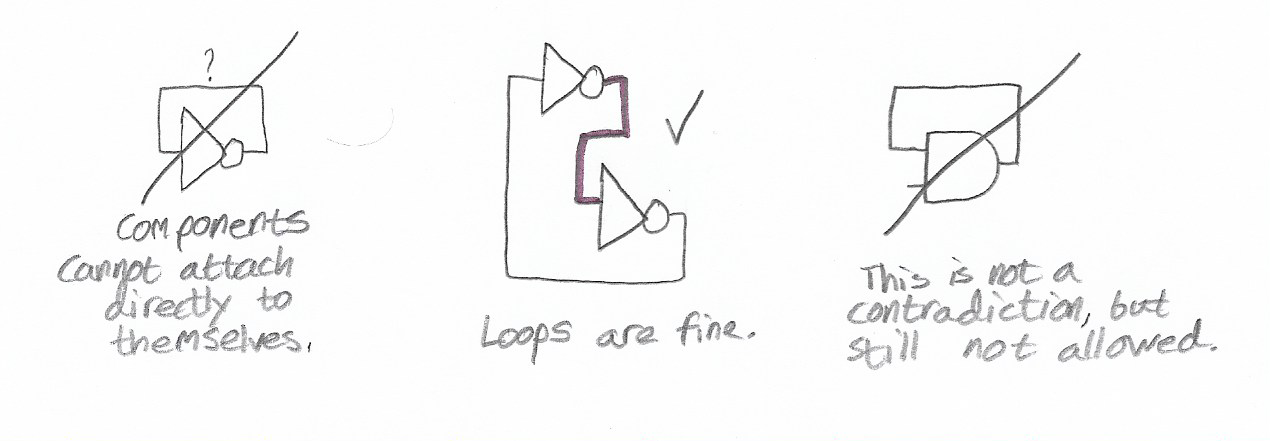 ?
Components
cannot attach
directly to
themselves.
Loops are fine.
This is not a
contradiction, but
still not allowed.